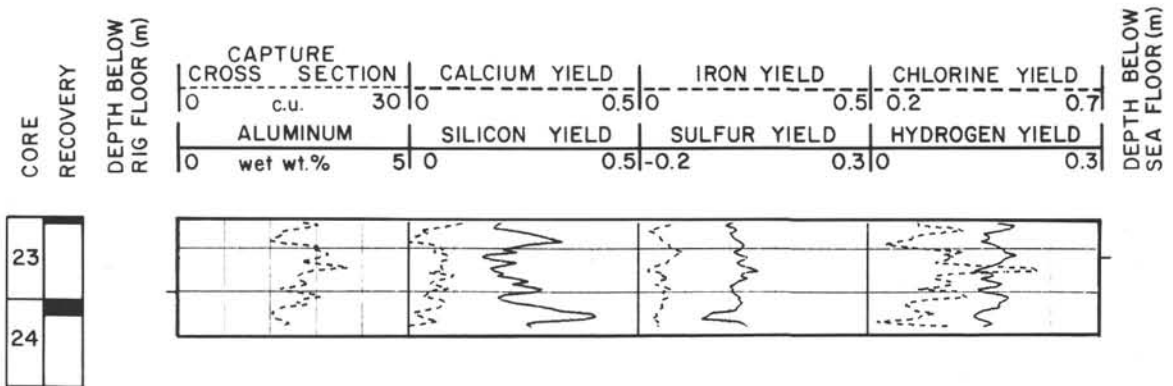 CORE
RECOVERY
DEPTH BELOW
RIG FLOOR (m)
CAPTURE
CROSS SECTION
0 c.u. 30
ALUMINUM
0 wet wt.% 5
CALCIUM YIELD
0 0.5
SILICON YIELD
0 0.5
IRON YIELD
0 0.5
SULFUR YIELD
-0.2 0.3
CHLORINE YIELD
0.2 0.7
HYDROGEN YIELD
0 0.3
DEPTH BELOW
SEA FLOOR (m)
23
24